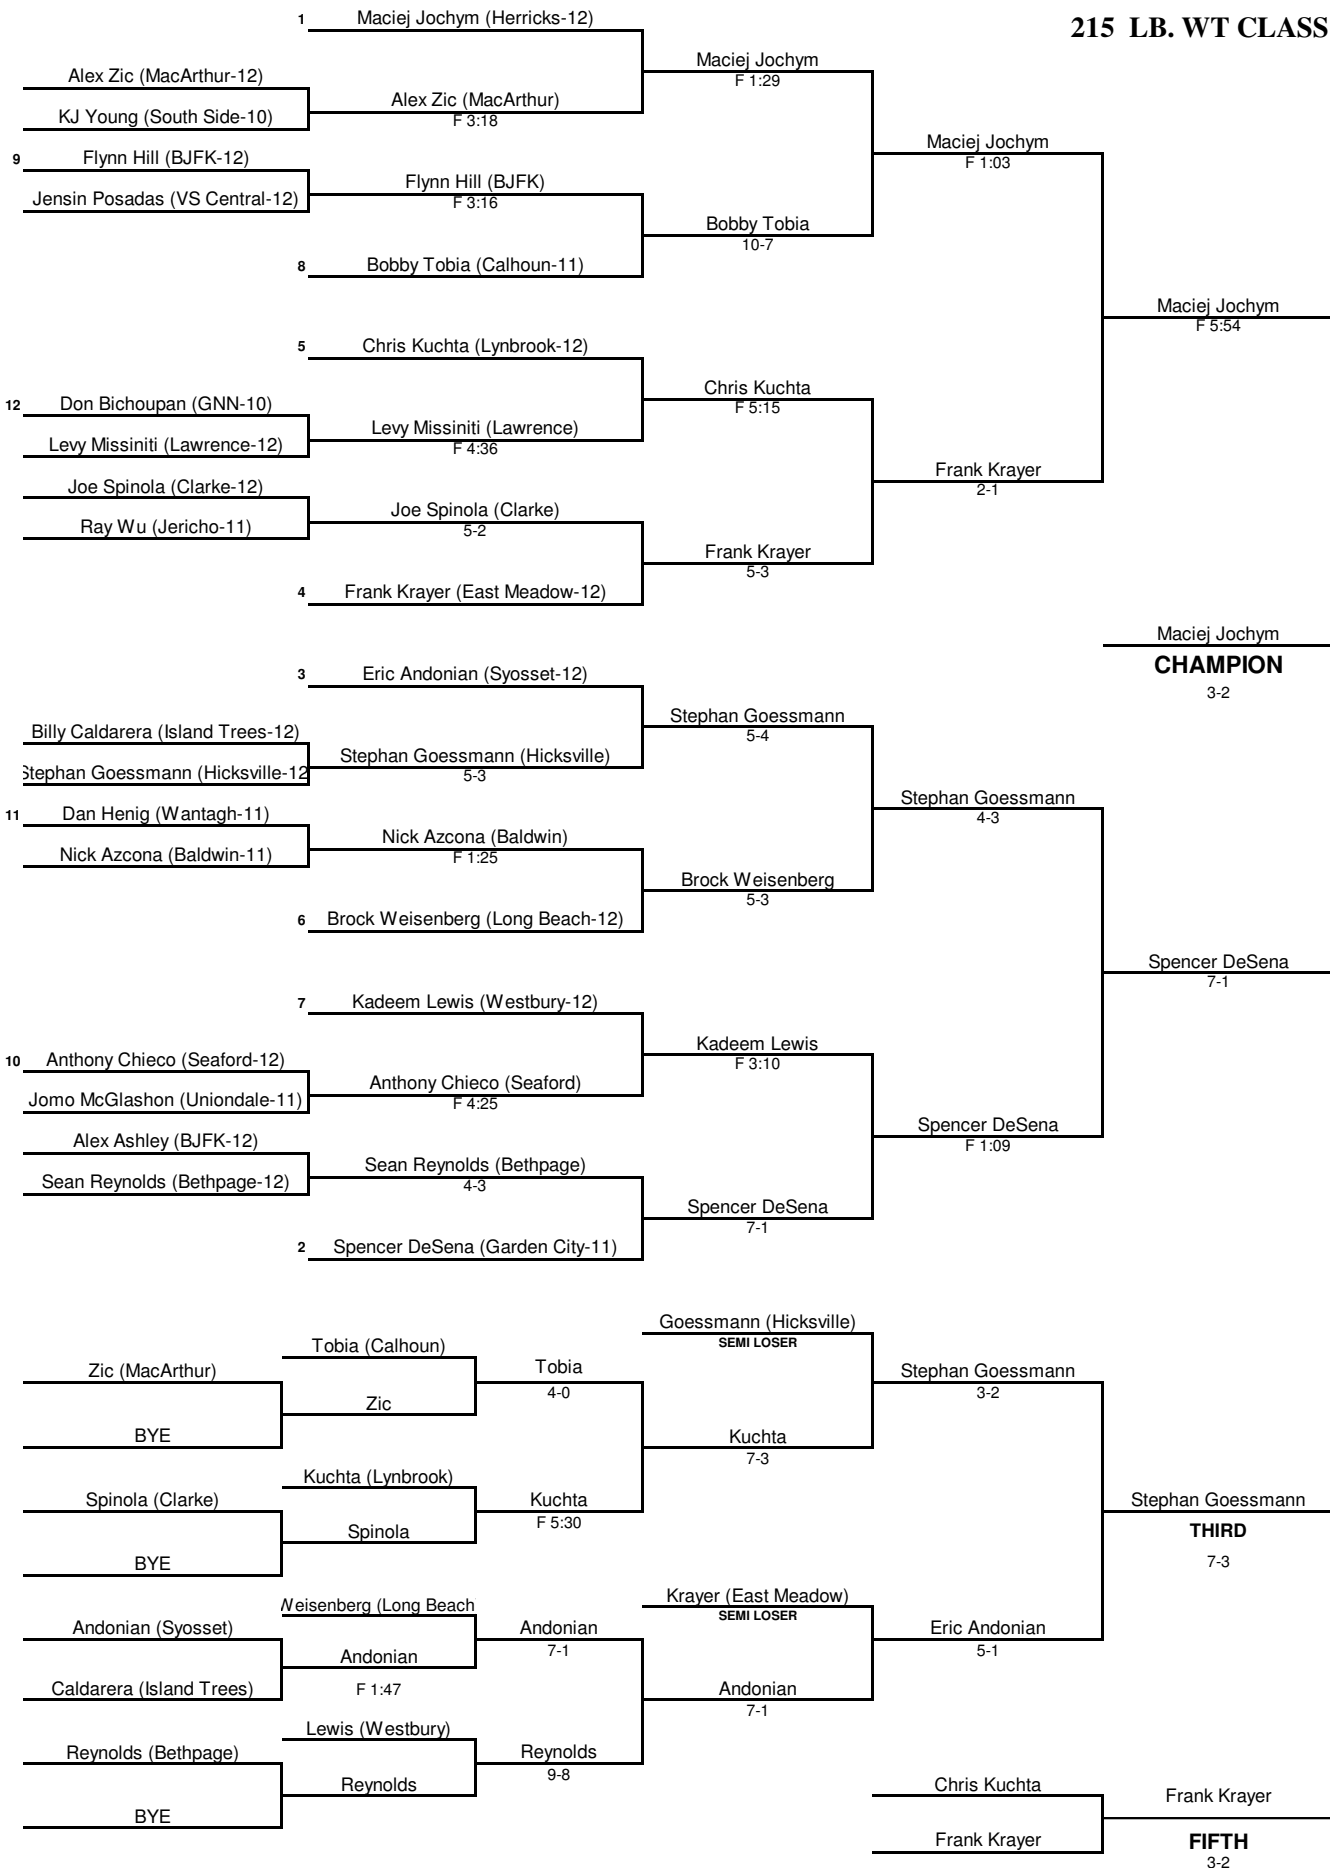 215 LB. WT CLASS
1 Maciej Jochym (Herricks-12)
Maciej Jochym
F 1:29
Alex Zic (MacArthur-12)
Alex Zic (MacArthur)
F 3:18
KJ Young (South Side-10)
Maciej Jochym
F 1:03
9 Flynn Hill (BJFK-12)
Flynn Hill (BJFK)
F 3:16
Jensin Posadas (VS Central-12)
Bobby Tobia
10-7
8 Bobby Tobia (Calhoun-11)
Maciej Jochym
F 5:54
5 Chris Kuchta (Lynbrook-12)
Chris Kuchta
F 5:15
12 Don Bichoupan (GNN-10)
Levy Missiniti (Lawrence)
F 4:36
Levy Missiniti (Lawrence-12)
Frank Krayer
2-1
Joe Spinola (Clarke-12)
Joe Spinola (Clarke)
5-2
Ray Wu (Jericho-11)
Frank Krayer
5-3
4 Frank Krayer (East Meadow-12)
Maciej Jochym
CHAMPION
3-2
3 Eric Andonian (Syosset-12)
Stephan Goessmann
5-4
Billy Caldarera (Island Trees-12)
Stephan Goessmann (Hicksville)
5-3
Stephan Goessmann (Hicksville-12
Stephan Goessmann
4-3
11 Dan Henig (Wantagh-11)
Nick Azcona (Baldwin)
F 1:25
Nick Azcona (Baldwin-11)
Brock Weisenberg
5-3
6 Brock Weisenberg (Long Beach-12)
Spencer DeSena
7-1
7 Kadeem Lewis (Westbury-12)
Kadeem Lewis
F 3:10
10 Anthony Chieco (Seaford-12)
Anthony Chieco (Seaford)
F 4:25
Jomo McGlashon (Uniondale-11)
Spencer DeSena
F 1:09
Alex Ashley (BJFK-12)
Sean Reynolds (Bethpage)
4-3
Sean Reynolds (Bethpage-12)
Spencer DeSena
7-1
2 Spencer DeSena (Garden City-11)
Goessmann (Hicksville)
SEMI LOSER
Tobia (Calhoun)
Tobia
4-0
Zic (MacArthur)
Zic
BYE
Stephan Goessmann
3-2
Kuchta
7-3
Kuchta (Lynbrook)
Kuchta
F 5:30
Spinola (Clarke)
Spinola
BYE
Stephan Goessmann
THIRD
7-3
Krayer (East Meadow)
SEMI LOSER
Weisenberg (Long Beach
Andonian
7-1
Andonian (Syosset)
Andonian
F 1:47
Caldarera (Island Trees)
Eric Andonian
5-1
Andonian
7-1
Lewis (Westbury)
Reynolds
9-8
Reynolds (Bethpage)
Reynolds
BYE
Chris Kuchta
Frank Krayer
Frank Krayer
FIFTH
3-2